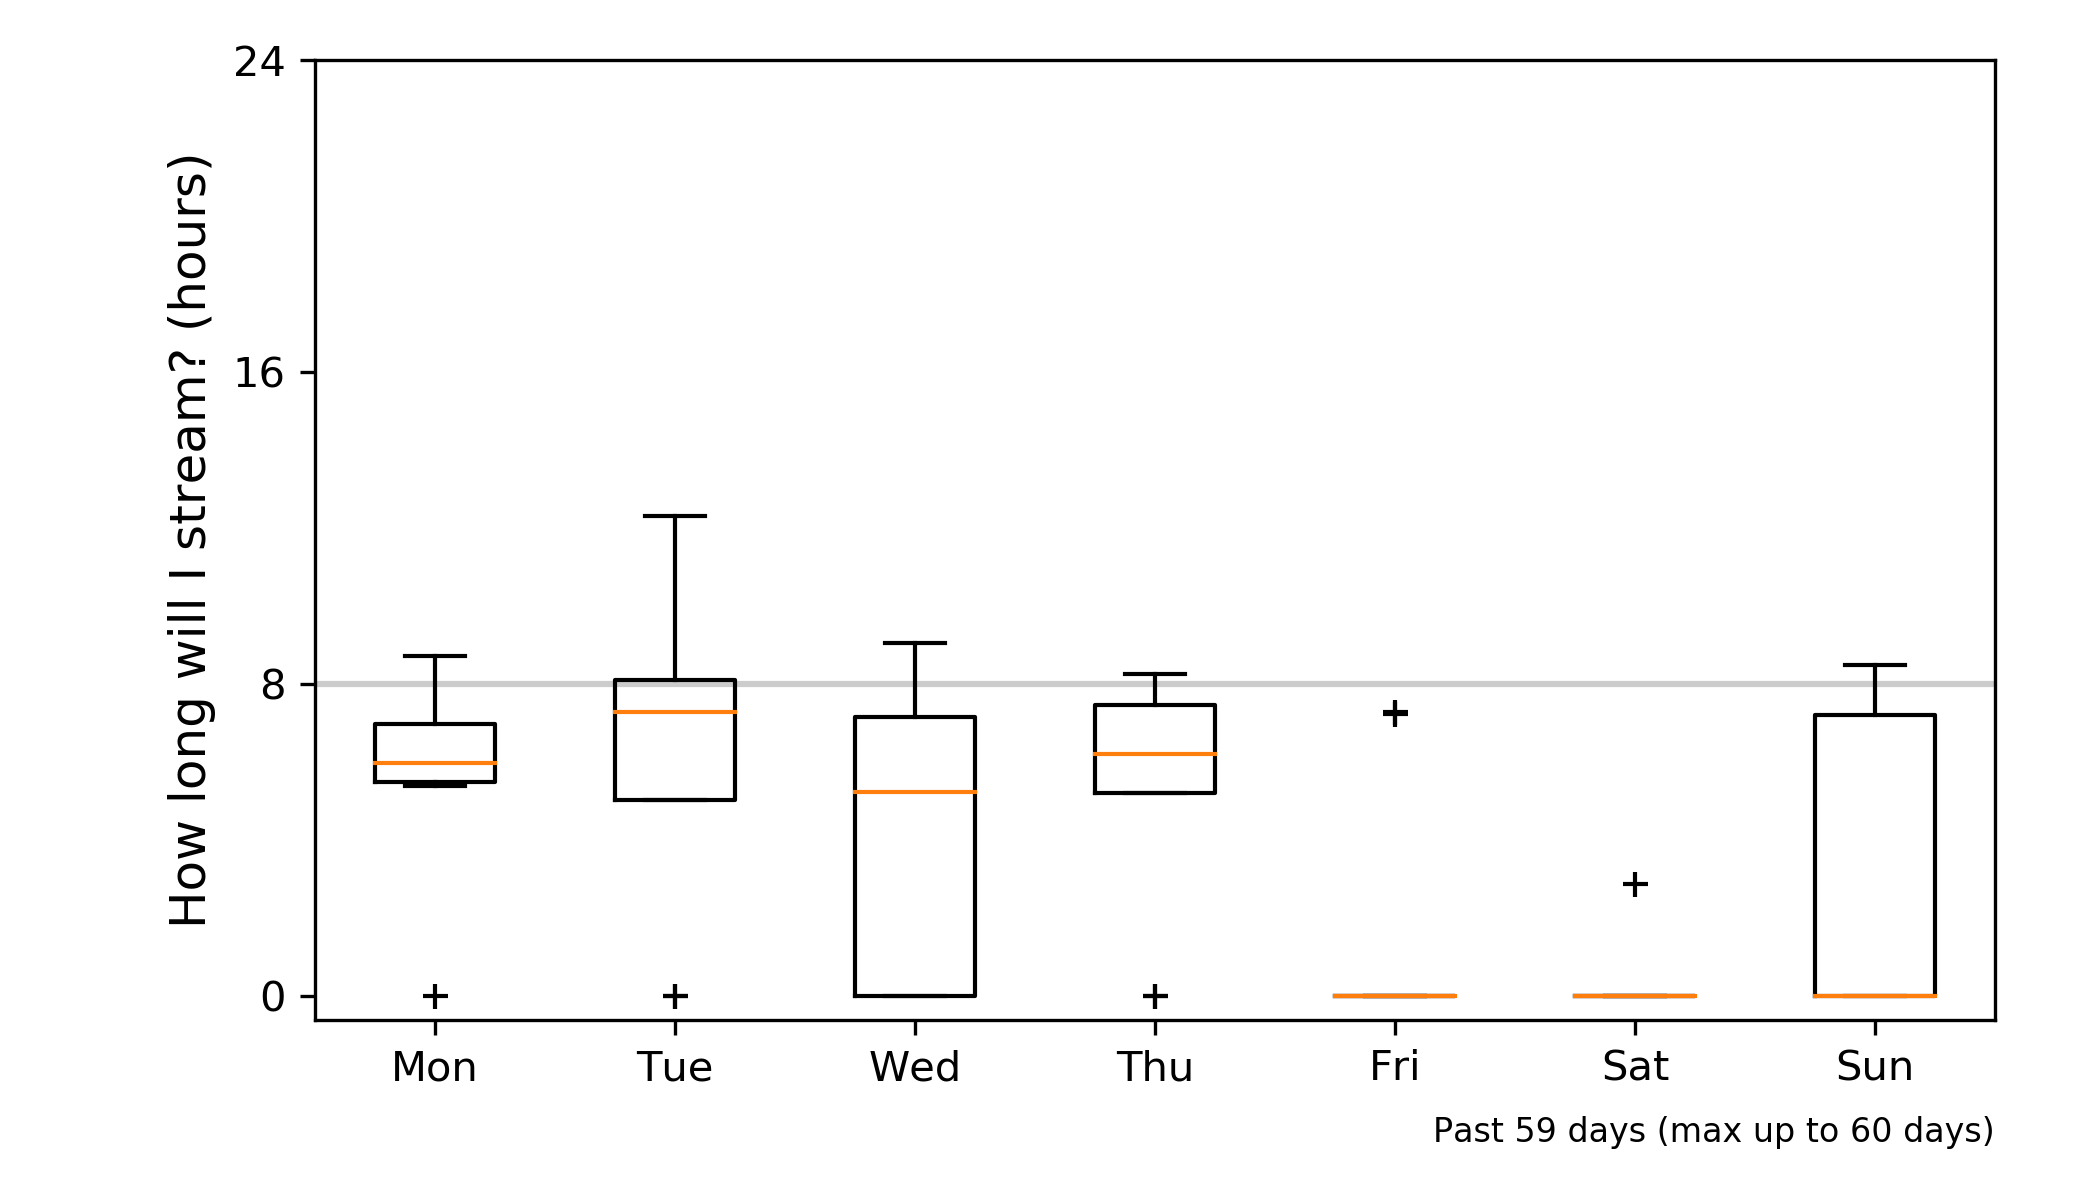 How long will I stream? (hours)
24
16
8
0
Mon Tue Wed Thu Fri Sat Sun
Past 59 days (max up to 60 days)